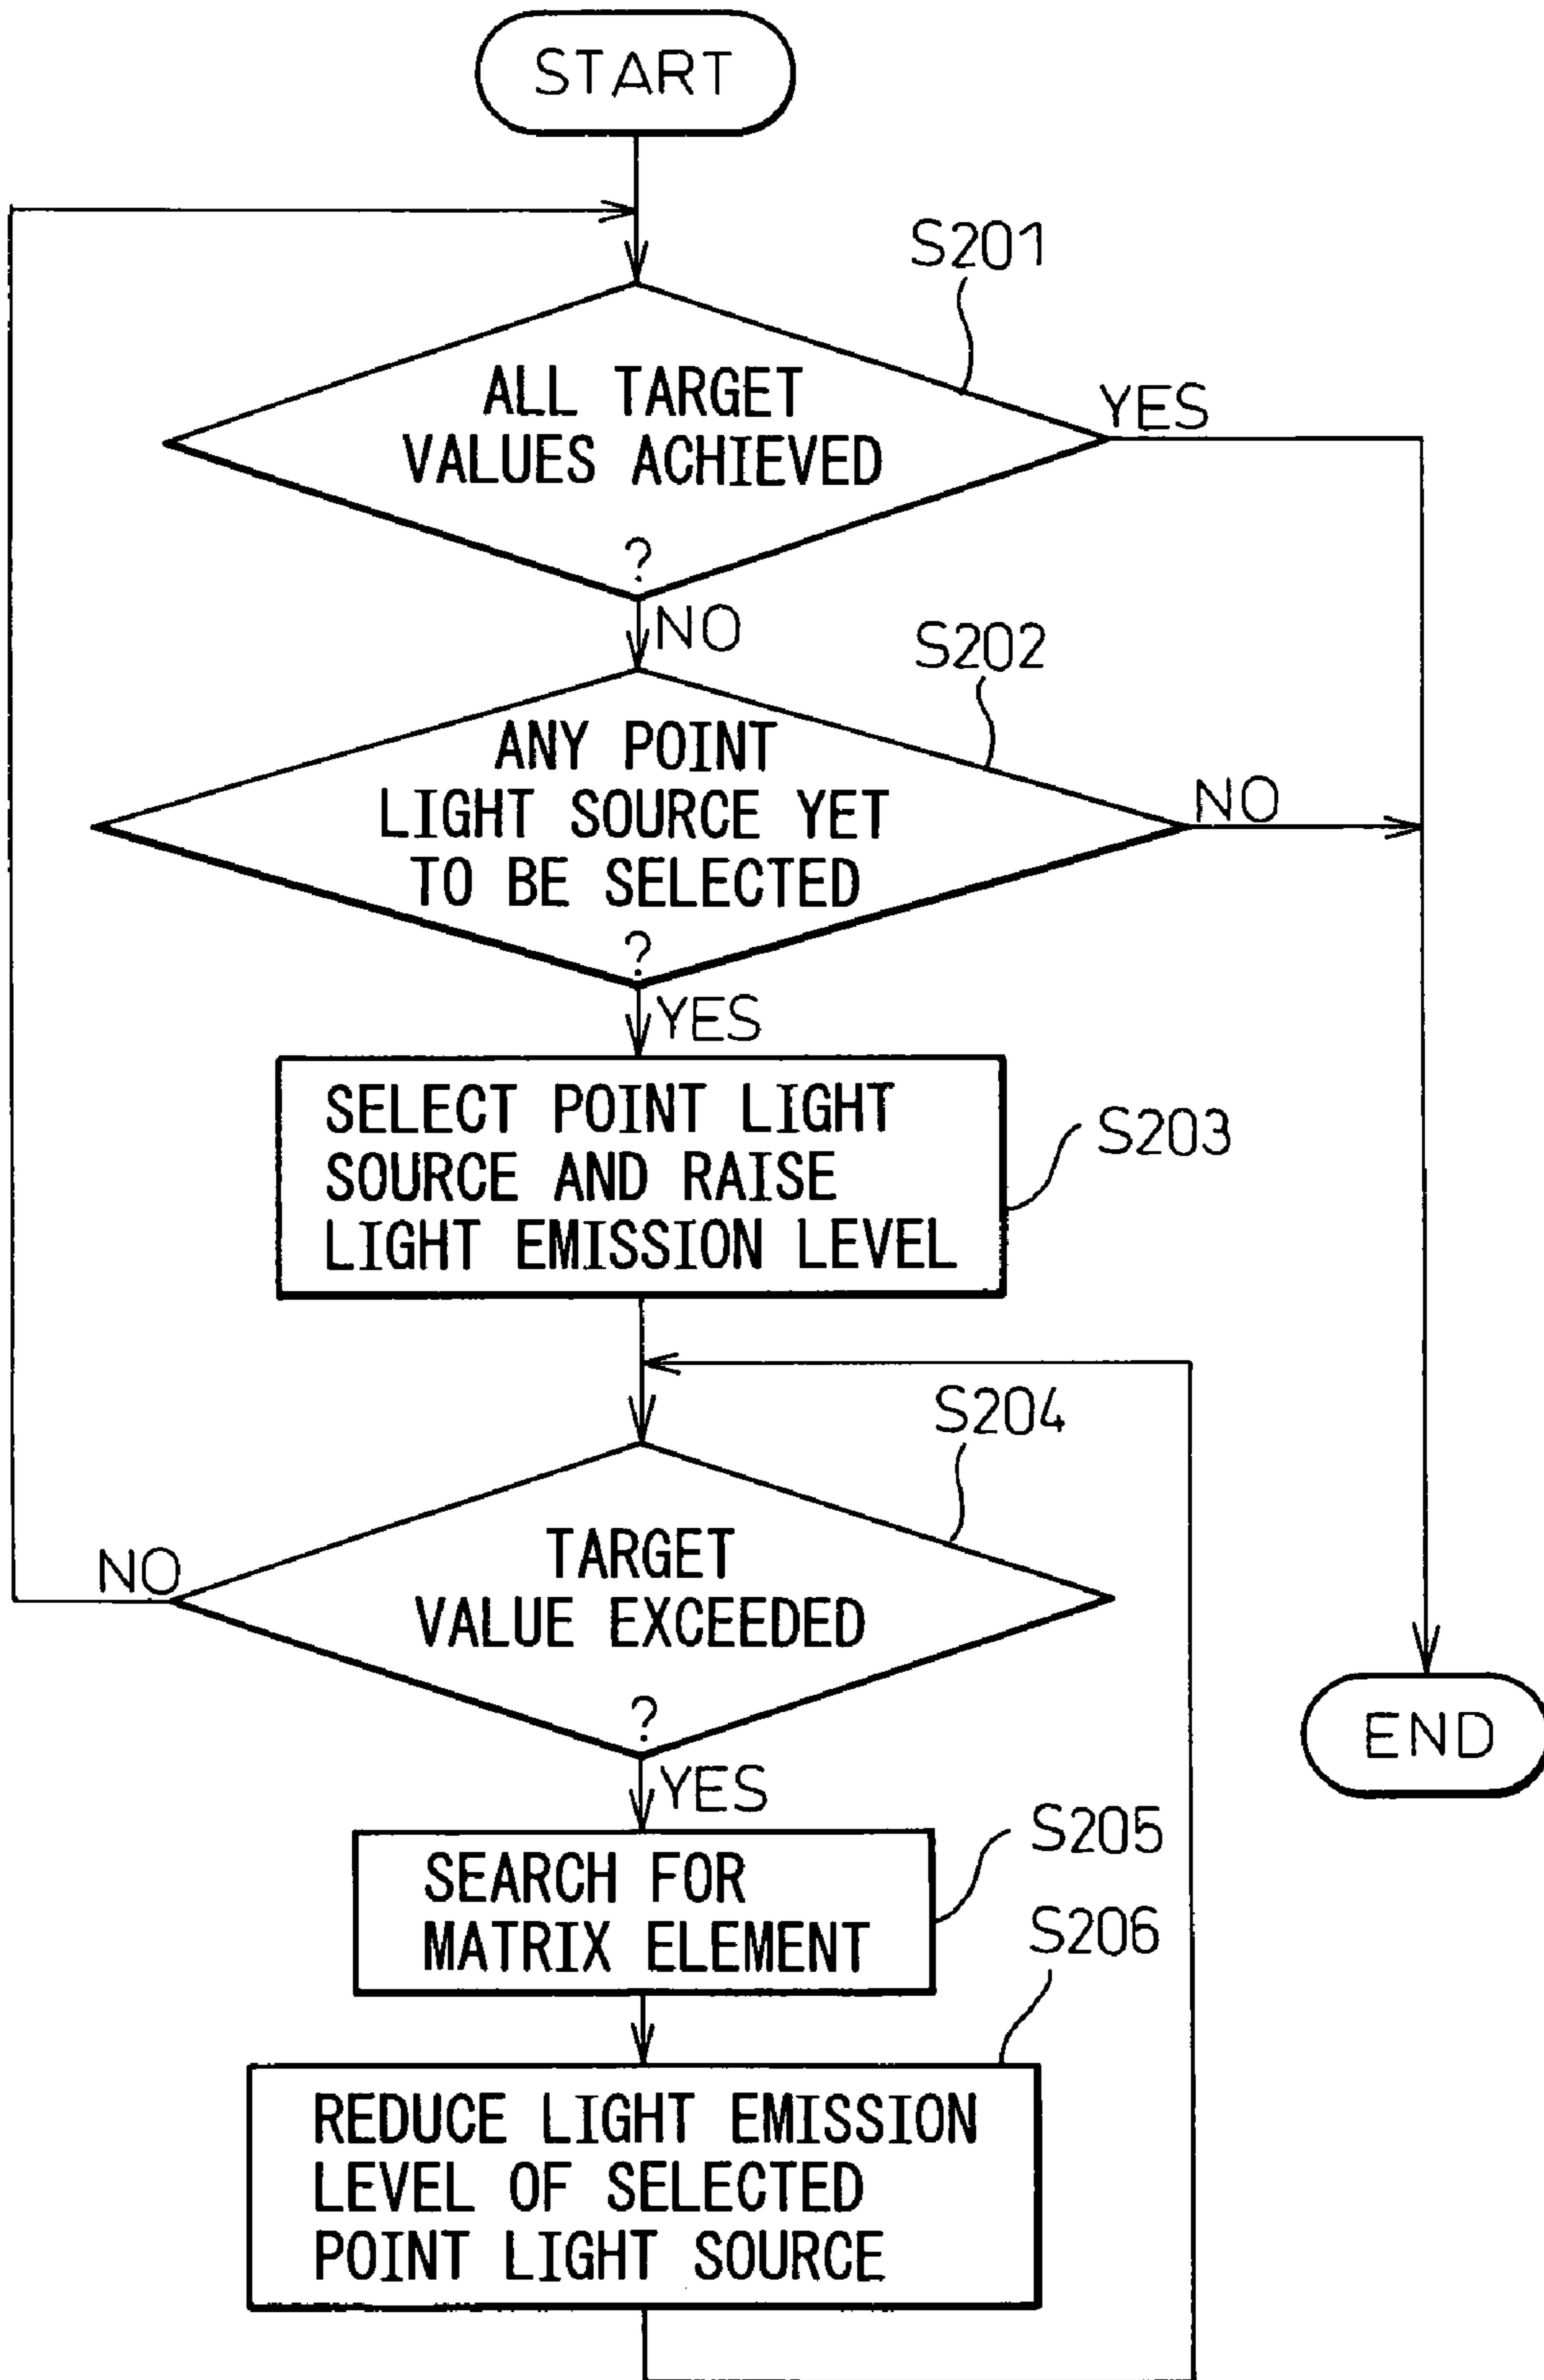 START
S201
ALL TARGET
VALUES ACHIEVED
?
YES
NO
S202
ANY POINT
LIGHT SOURCE YET
TO BE SELECTED
?
NO
YES
SELECT POINT LIGHT
SOURCE AND RAISE
LIGHT EMISSION LEVEL
S203
S204
TARGET
VALUE EXCEEDED
?
NO
YES
END
SEARCH FOR
MATRIX ELEMENT
S205
S206
REDUCE LIGHT EMISSION
LEVEL OF SELECTED
POINT LIGHT SOURCE